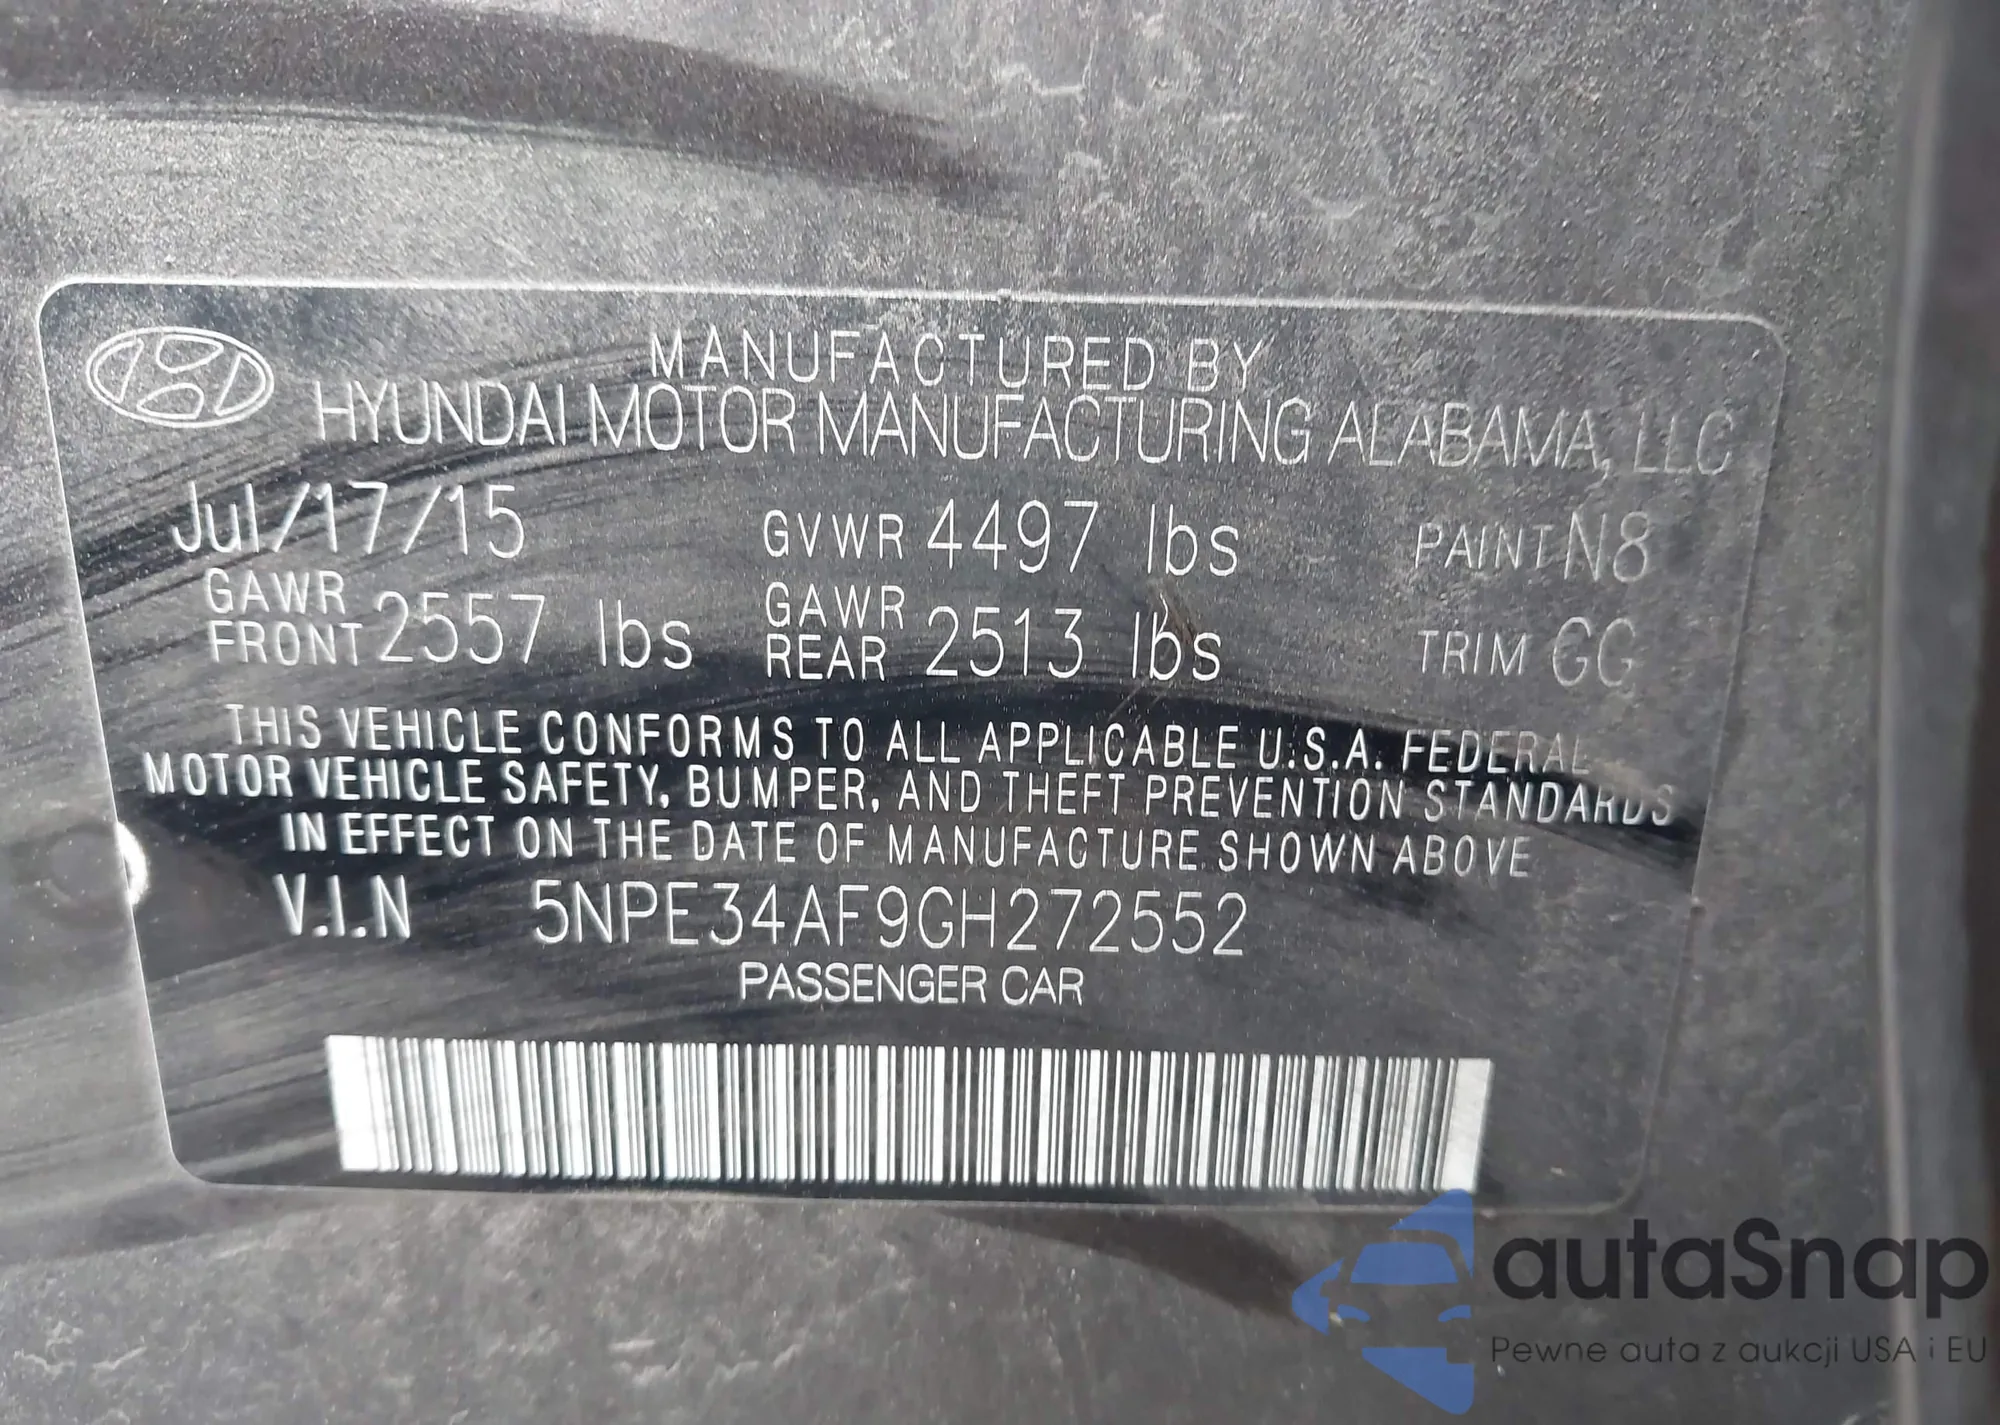 MANUFACTURED BY
HYUNDAI MOTOR MANUFACTURING ALABAMA, LLC
Jul/17/15 GVWR 4497 lbs PAINT N8
GAWR FRONT 2557 lbs GAWR REAR 2513 lbs TRIM GG
THIS VEHICLE CONFORMS TO ALL APPLICABLE U.S.A. FEDERAL
MOTOR VEHICLE SAFETY, BUMPER, AND THEFT PREVENTION STANDARDS
IN EFFECT ON THE DATE OF MANUFACTURE SHOWN ABOVE
V.I.N 5NPE34AF9GH272552
PASSENGER CAR
autaSnap
Pewne auta z aukcji USA i EU